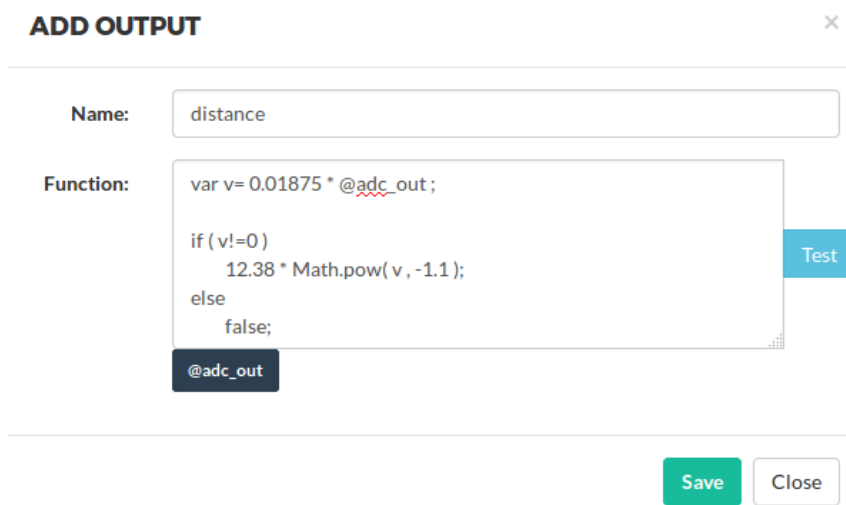 ADD OUTPUT ×
Name: distance
Function: var v= 0.01875 * @adc_out ;
if ( v!=0 )
12.38 * Math.pow( v , -1.1 );
else
false;
Test
@adc_out
Save Close